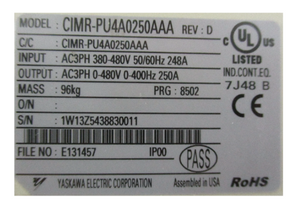 MODEL : CIMR-PU4A0250AAA REV : D
C/C : CIMR-PU4A0250AAA
INPUT : AC3PH 380-480V 50/60Hz 248A
OUTPUT : AC3PH 0-480V 0-400Hz 250A
MASS : 96kg PRG : 8502
O/N :
S/N : 1W13Z5438830011
FILE NO : E131457 IP00
PASS
YASKAWA ELECTRIC CORPORATION Assembled in USA
C UL US
LISTED
IND.CONT.EQ.
7J48 B
RoHS